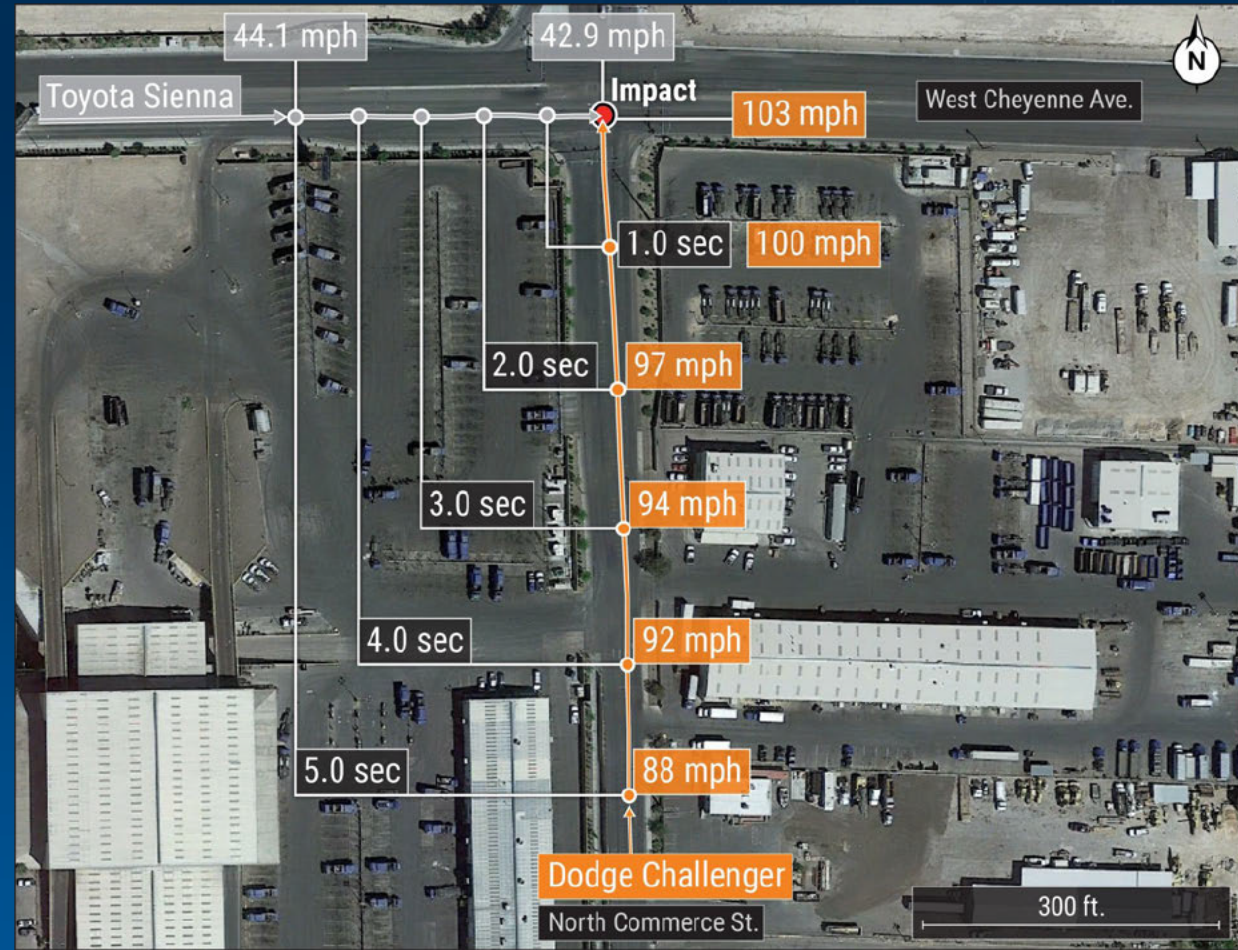 44.1 mph
42.9 mph
N
Toyota Sienna
Impact
West Cheyenne Ave.
103 mph
1.0 sec
100 mph
2.0 sec
97 mph
3.0 sec
94 mph
4.0 sec
92 mph
5.0 sec
88 mph
Dodge Challenger
North Commerce St.
300 ft.